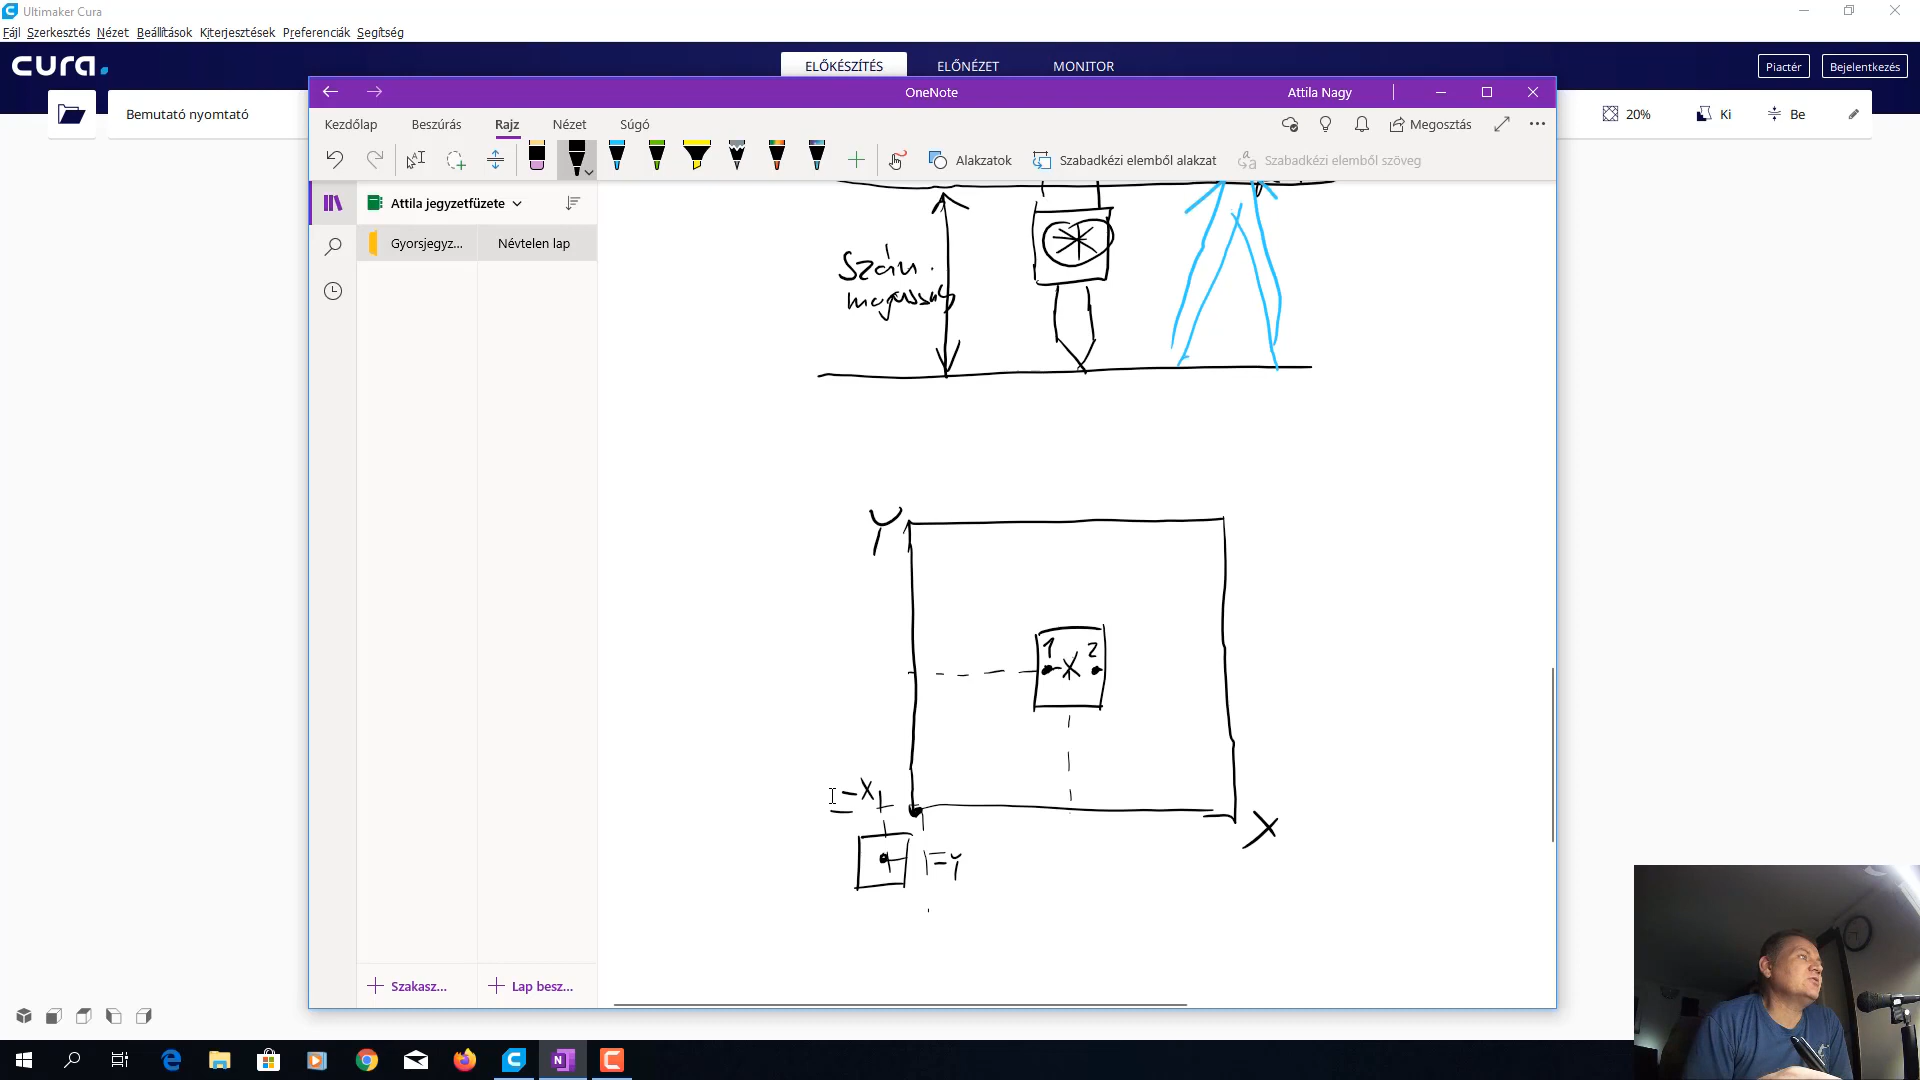 Ultimaker Cura
Fájl Szerkesztés Nézet Beállítások Kiterjesztések Preferenciák Segítség
cura.
ELŐKÉSZÍTÉS ELŐNÉZET MONITOR
Piactér Bejelentkezés
Bemutató nyomtató
20% Ki Be
OneNote
Attila Nagy
Kezdőlap Beszúrás Rajz Nézet Súgó
Megosztás
Alakzatok Szabadkézi elemből alakzat Szabadkézi elemből szöveg
Attila jegyzetfüzete
Gyorsjegyz... Névtelen lap
Szán.
magasság
Y
1 X 2
-X
X
-Y
Szakasz... Lap besz...